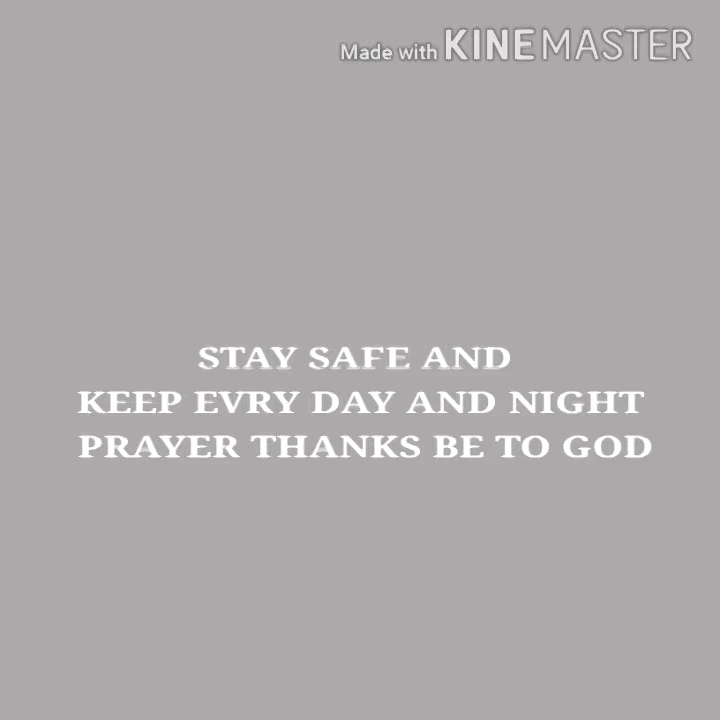 Made with KINEMASTER
STAY SAFE AND
KEEP EVRY DAY AND NIGHT
PRAYER THANKS BE TO GOD